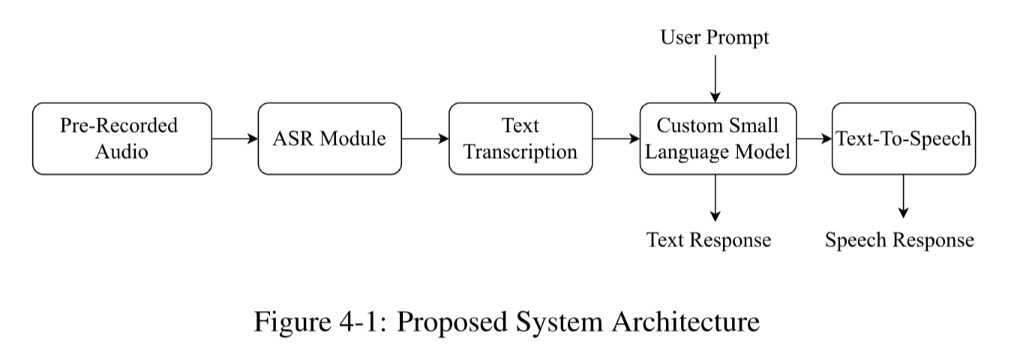 User Prompt
Pre-Recorded
Audio
ASR Module
Text
Transcription
Custom Small
Language Model
Text-To-Speech
Text Response
Speech Response
Figure 4-1: Proposed System Architecture